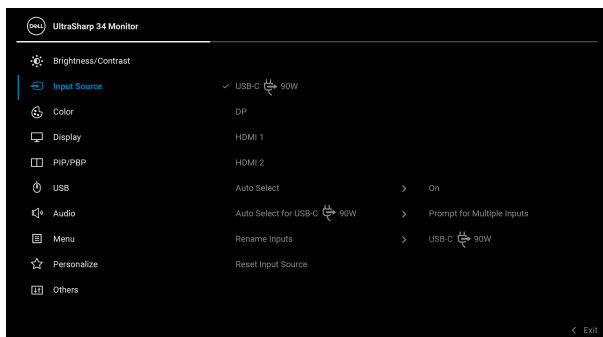 DELL UltraSharp 34 Monitor
Brightness/Contrast
Input Source USB-C 90W
Color DP
Display HDMI 1
PIP/PBP HDMI 2
USB Auto Select > On
Audio Auto Select for USB-C 90W > Prompt for Multiple Inputs
Menu Rename Inputs > USB-C 90W
Personalize Reset Input Source
Others
< Exit